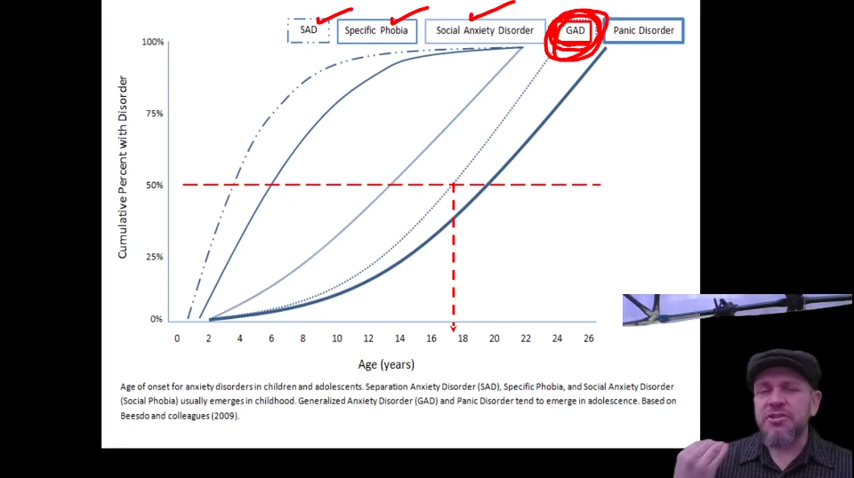 SAD Specific Phobia Social Anxiety Disorder GAD Panic Disorder
100%
75%
50%
25%
0%
Cumulative Percent with Disorder
0 2 4 6 8 10 12 14 16 18 20 22 24 26
Age (years)
Age of onset for anxiety disorders in children and adolescents. Separation Anxiety Disorder (SAD), Specific Phobia, and Social Anxiety Disorder
(Social Phobia) usually emerges in childhood. Generalized Anxiety Disorder (GAD) and Panic Disorder tend to emerge in adolescence. Based on
Beesdo and colleagues (2009).